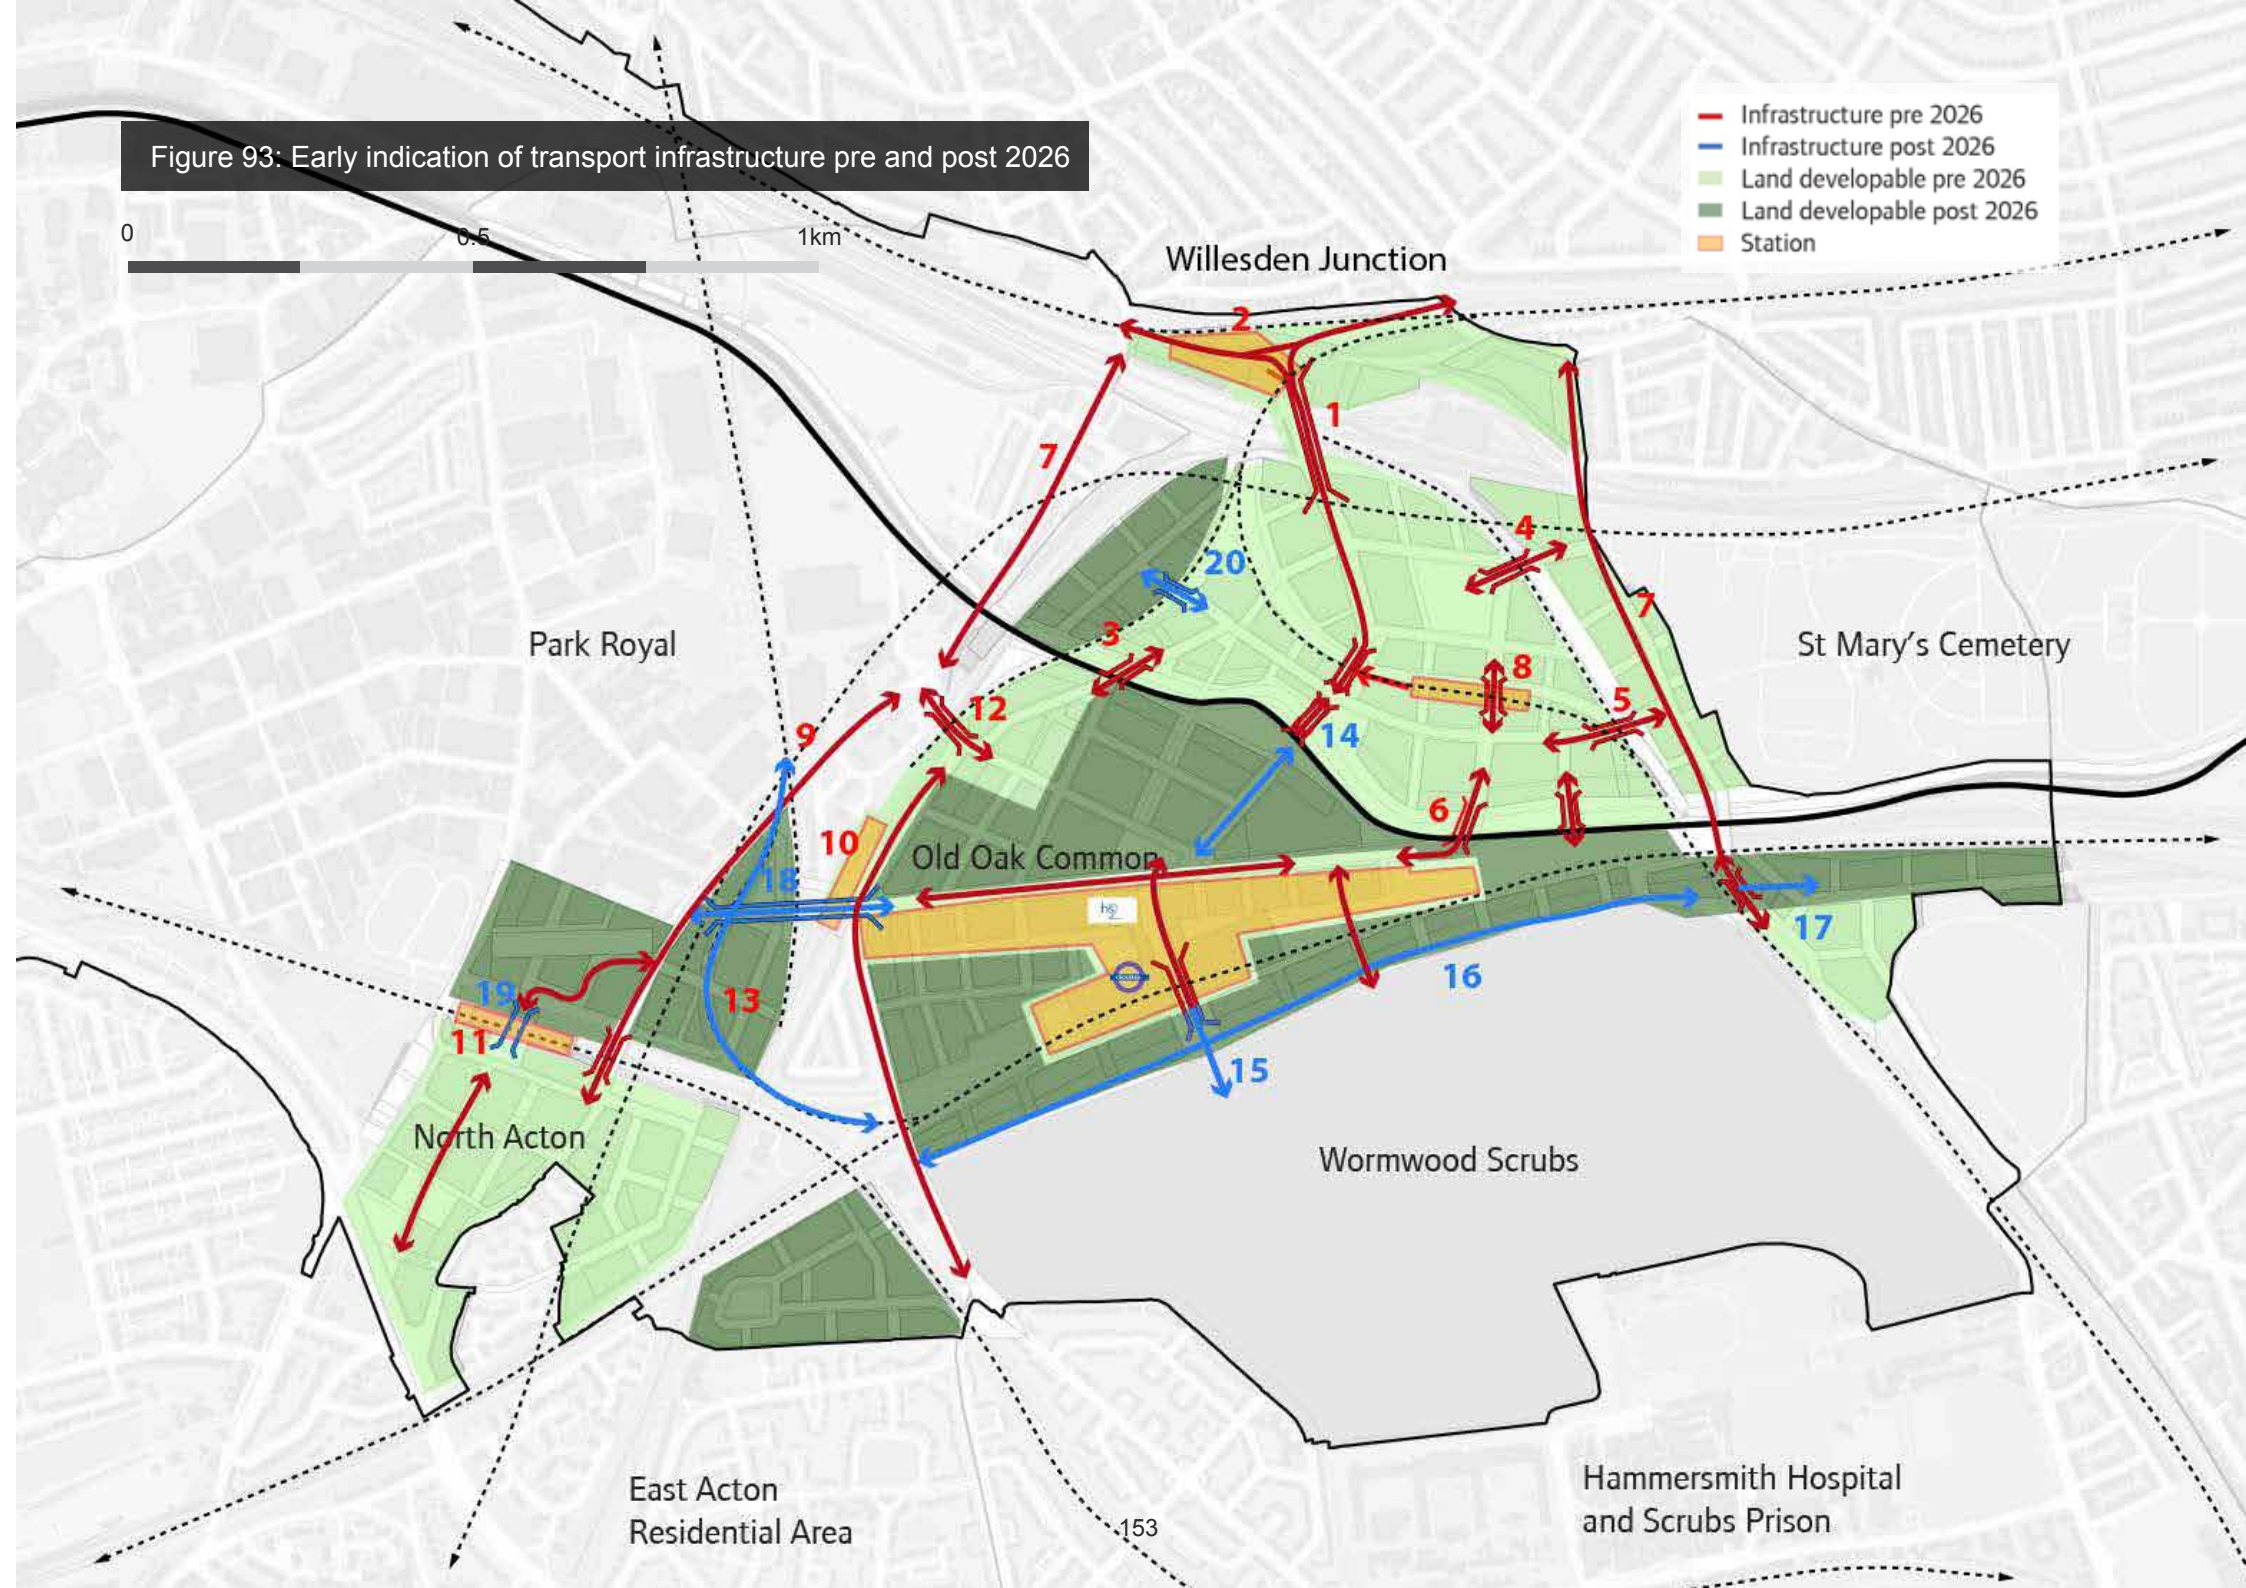 Figure 93: Early indication of transport infrastructure pre and post 2026
0
0.5
1km
Infrastructure pre 2026
Infrastructure post 2026
Land developable pre 2026
Land developable post 2026
Station
Willesden Junction
2
1
7
4
20
7
3
Park Royal
St Mary's Cemetery
8
12
5
9
14
6
10
Old Oak Common
18
hs2
17
16
19
13
11
15
North Acton
Wormwood Scrubs
East Acton
Residential Area
Hammersmith Hospital
and Scrubs Prison
153